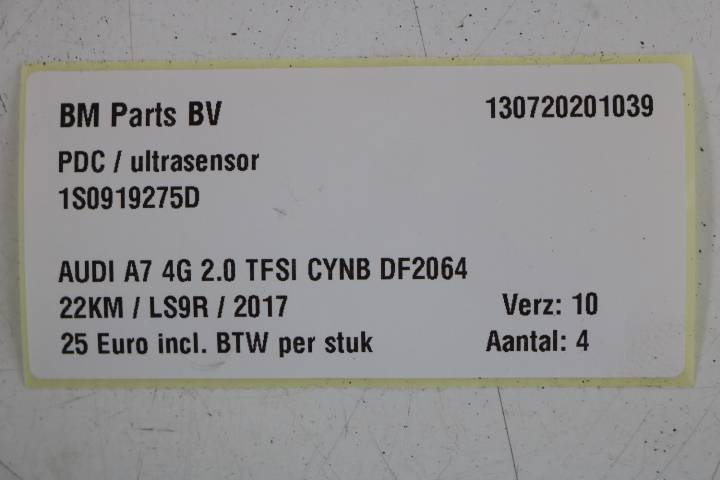 BM Parts BV 130720201039
PDC / ultrasensor
1S0919275D
AUDI A7 4G 2.0 TFSI CYNB DF2064
22KM / LS9R / 2017 Verz: 10
25 Euro incl. BTW per stuk Aantal: 4